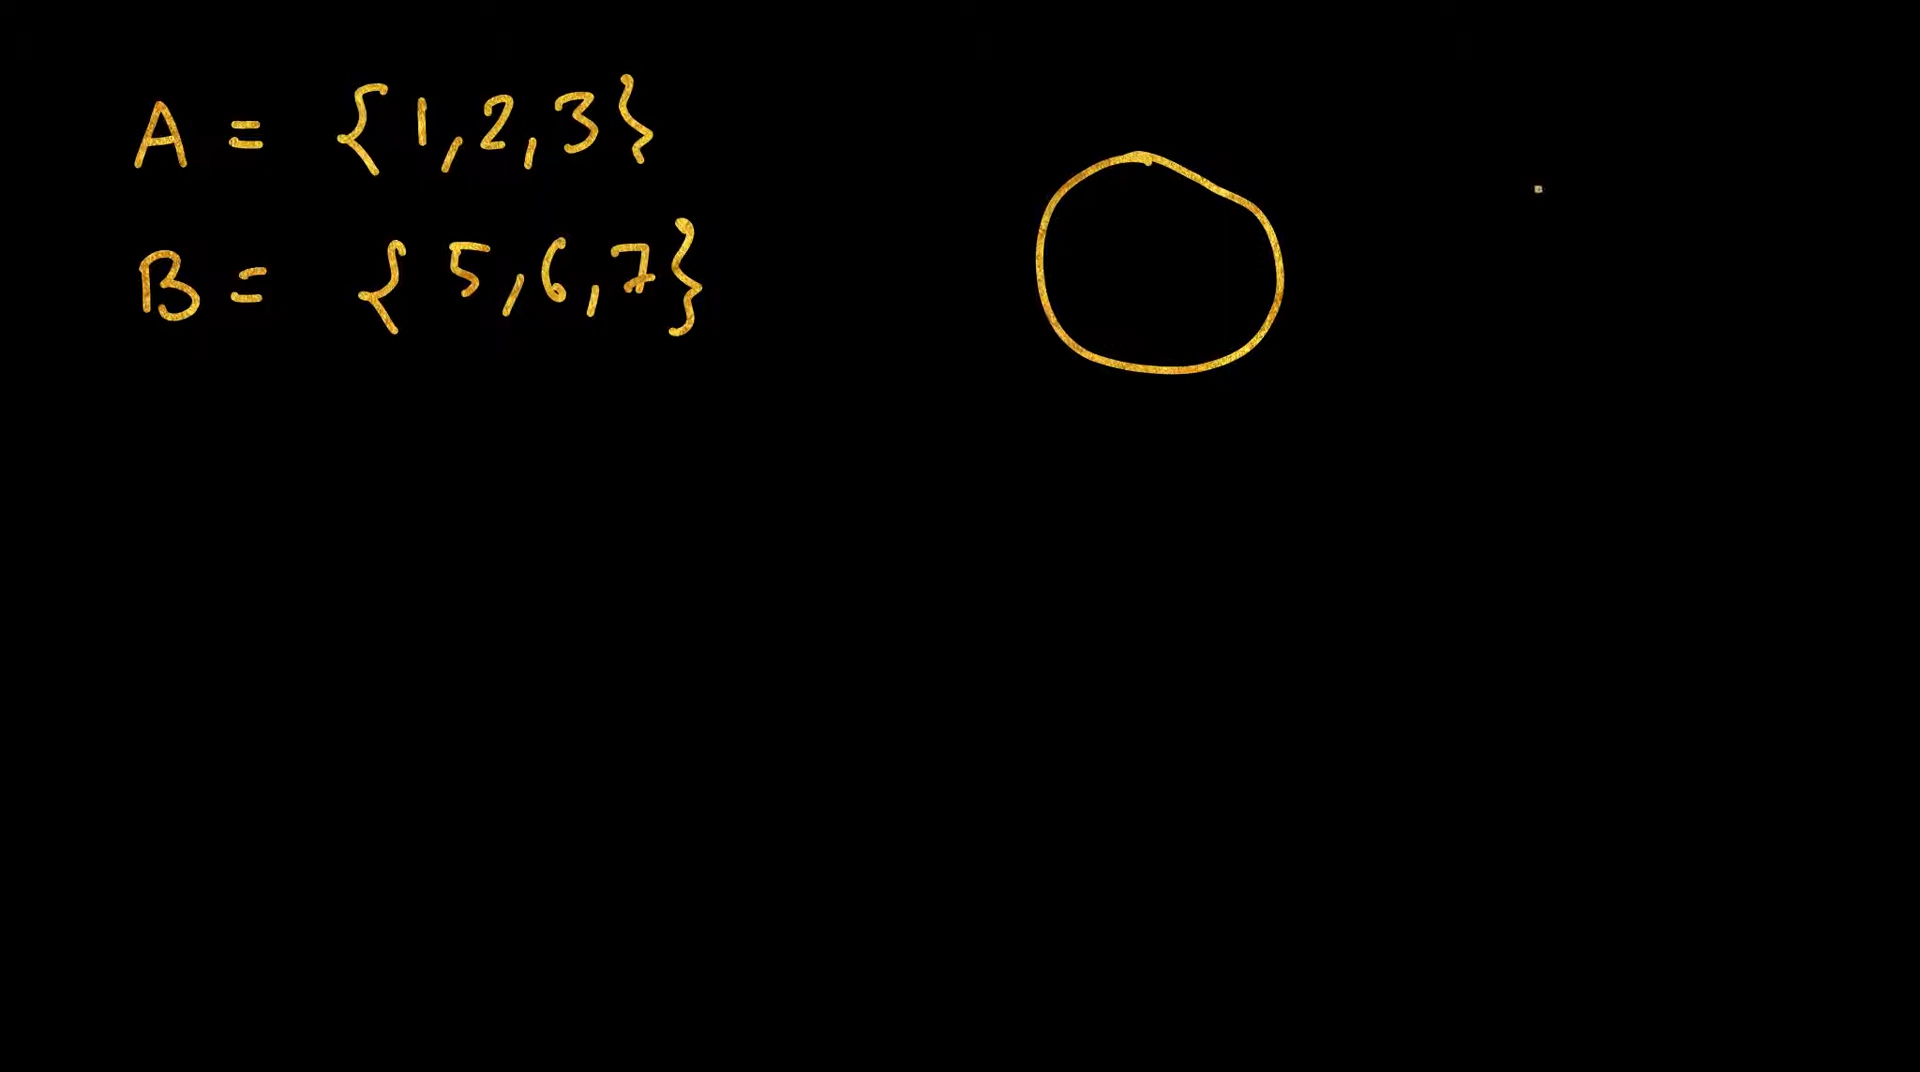 A = {1,2,3}
B = {5,6,7}